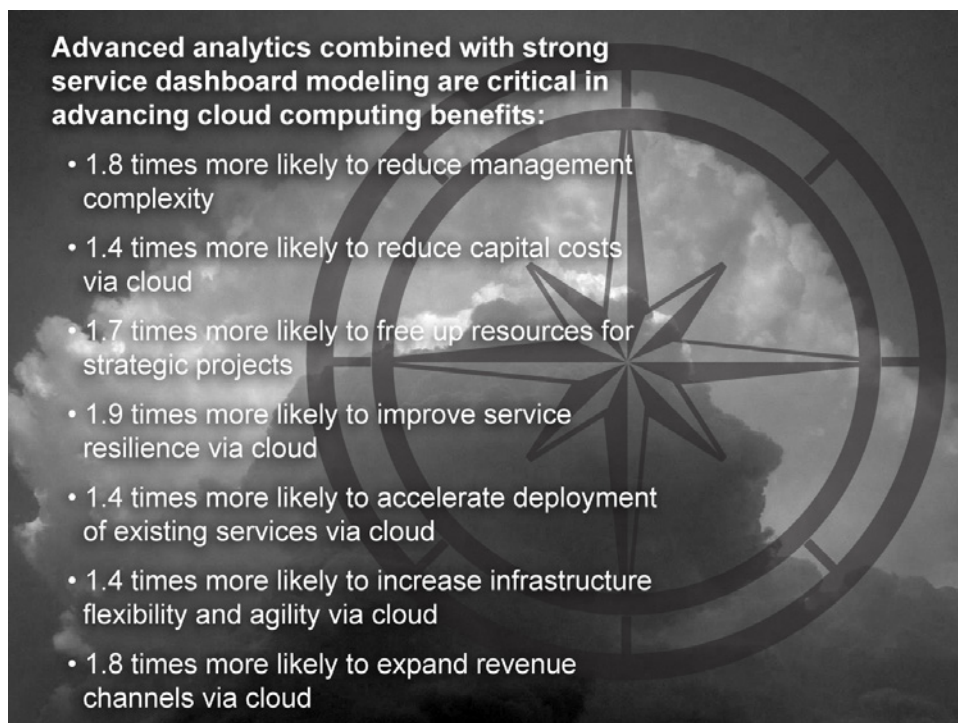 Advanced analytics combined with strong
service dashboard modeling are critical in
advancing cloud computing benefits:
• 1.8 times more likely to reduce management
complexity
• 1.4 times more likely to reduce capital costs
via cloud
• 1.7 times more likely to free up resources for
strategic projects
• 1.9 times more likely to improve service
resilience via cloud
• 1.4 times more likely to accelerate deployment
of existing services via cloud
• 1.4 times more likely to increase infrastructure
flexibility and agility via cloud
• 1.8 times more likely to expand revenue
channels via cloud